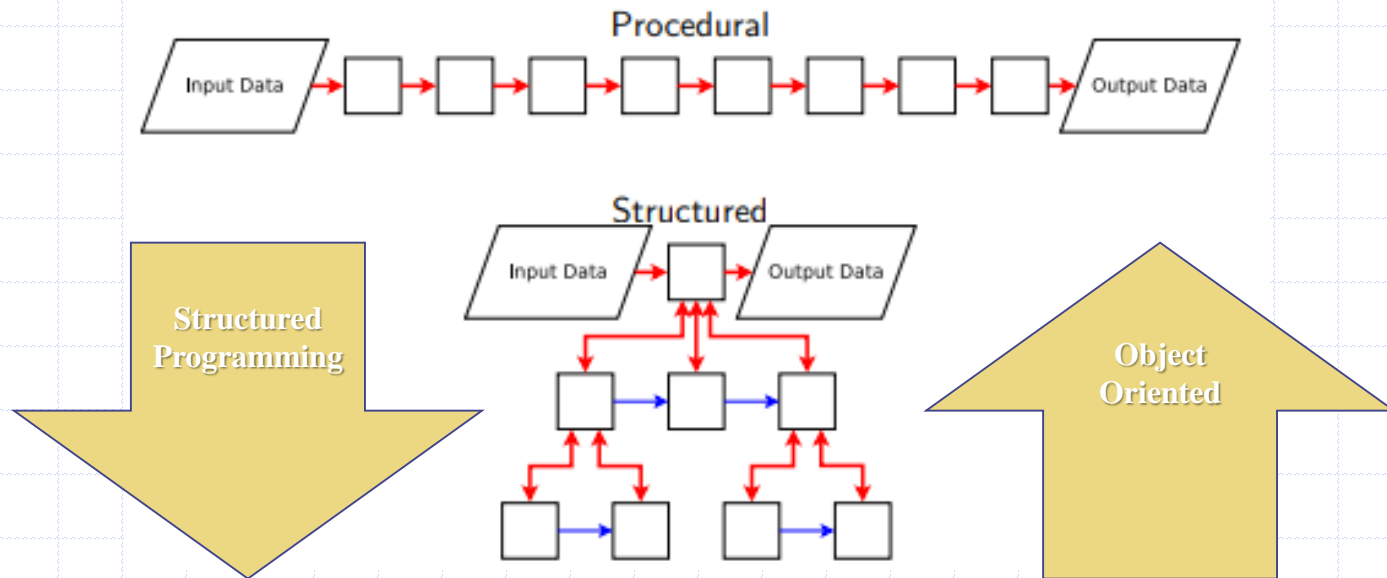 Procedural
Input Data
Output Data
Structured
Input Data
Output Data
Structured
Programming
Object
Oriented